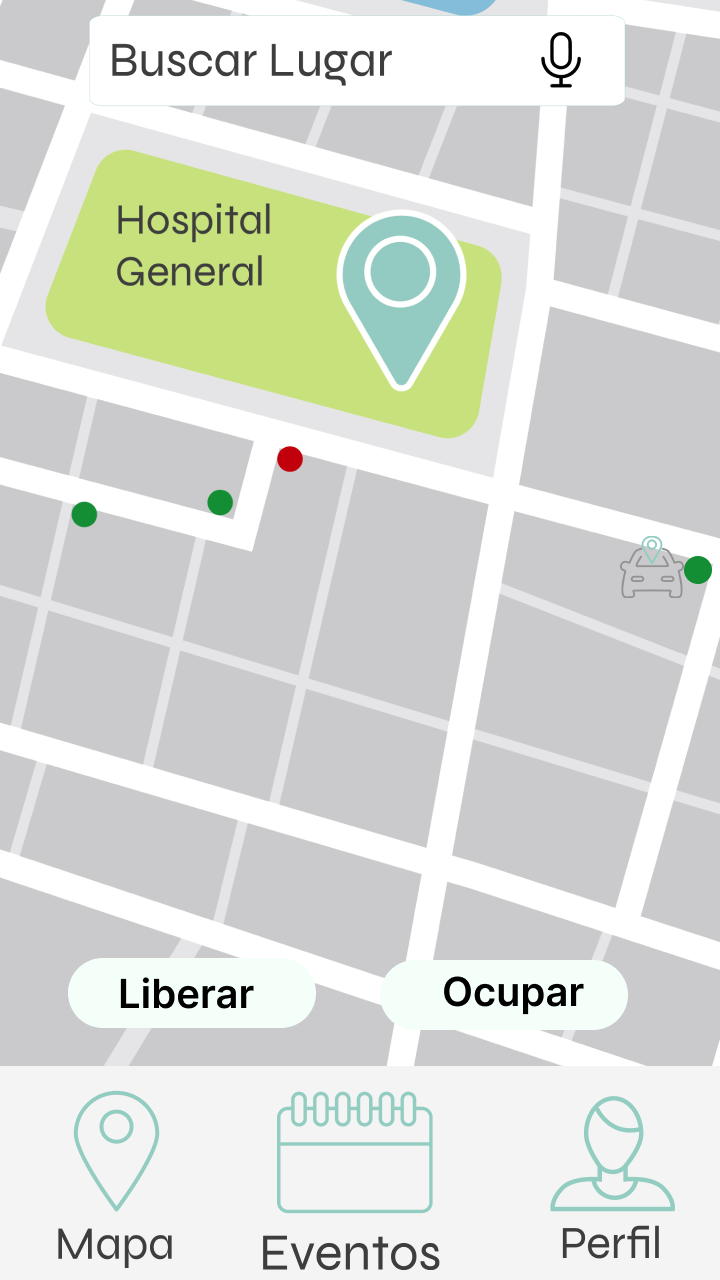 Buscar Lugar
Hospital
General
Liberar
Ocupar
Mapa
Eventos
Perfil